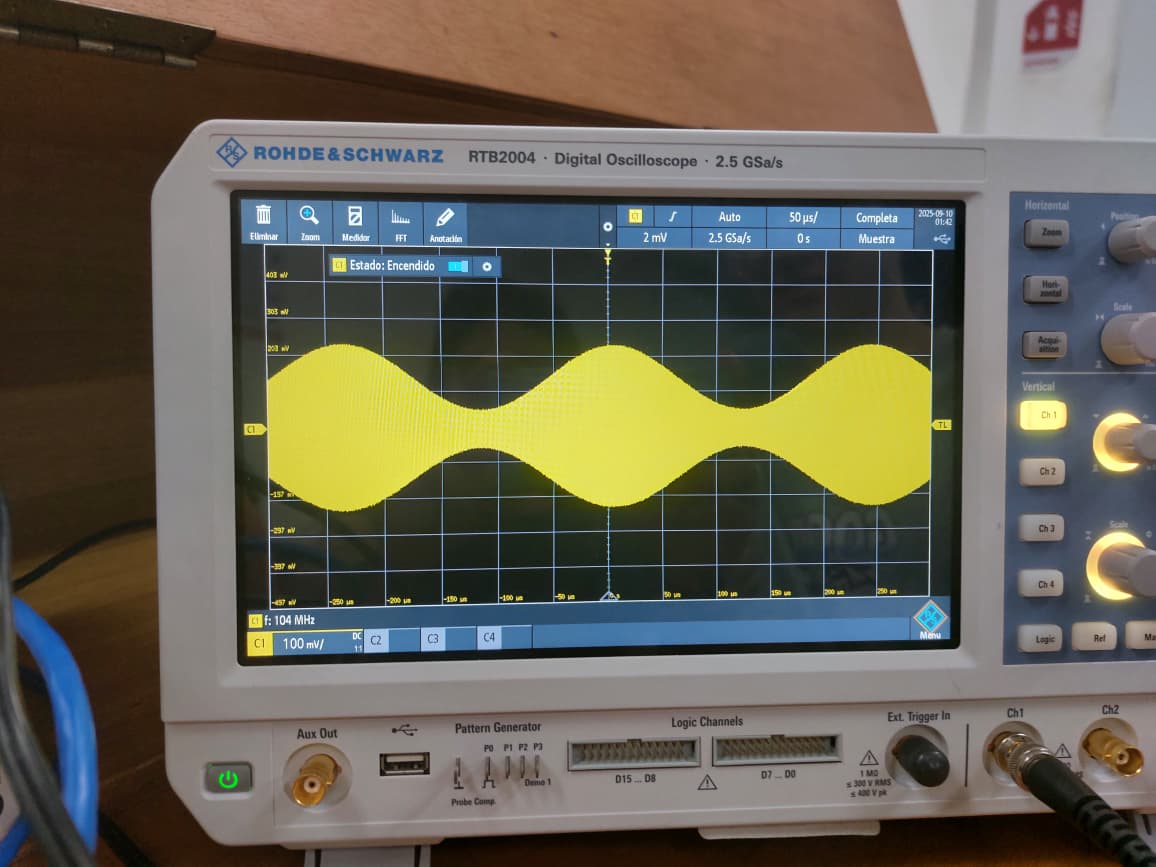 ROHDE&SCHWARZ RTB2004 · Digital Oscilloscope · 2.5 GSa/s
Eliminar Zoom Medidor FFT Anotación
C1 Auto 50 µs/ Completa
2 mV 2.5 GSa/s 0 s Muestra
2025-09-10
01:42
C1 Estado: Encendido
403 mV
303 mV
203 mV
C1
TL
-157 mV
-257 mV
-357 mV
-457 mV
-250 µs -200 µs -150 µs -100 µs -50 µs 50 µs 100 µs 150 µs 200 µs 250 µs
C1 f: 104 MHz
C1 100 mV/ DC 1:1 C2 C3 C4
Menu
Horizontal
Position
Zoom
Hori-
zontal
Scale
Acqui-
sition
Vertical
Ch 1
Ch 2
Ch 3
Scale
Ch 4
Logic Ref
Aux Out
Pattern Generator
P0 P1 P2 P3
Demo 1
Probe Comp.
Logic Channels
D15 ... D8
D7 ... D0
Ext. Trigger In
1 MΩ
≤ 300 V RMS
≤ 400 V pk
Ch1
Ch2